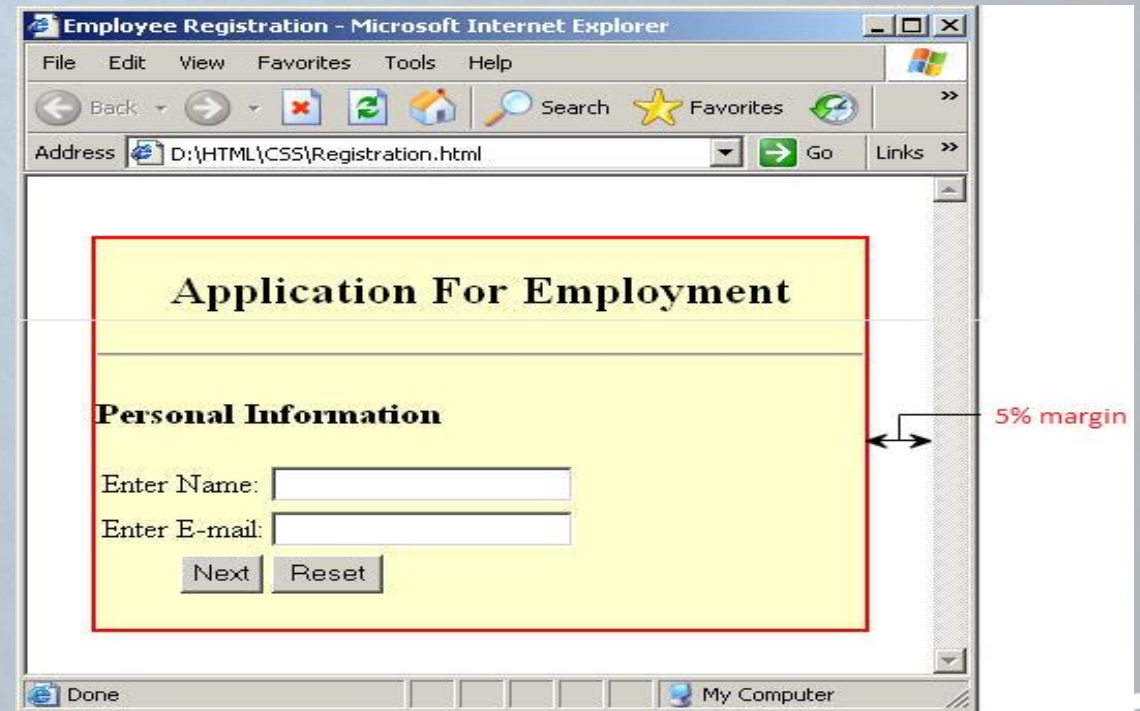 Employee Registration - Microsoft Internet Explorer
File Edit View Favorites Tools Help
Back Search Favorites »
Address D:\HTML\CSS\Registration.html Go Links »
Application For Employment
Personal Information
5% margin
Enter Name:
Enter E-mail:
Next Reset
Done My Computer